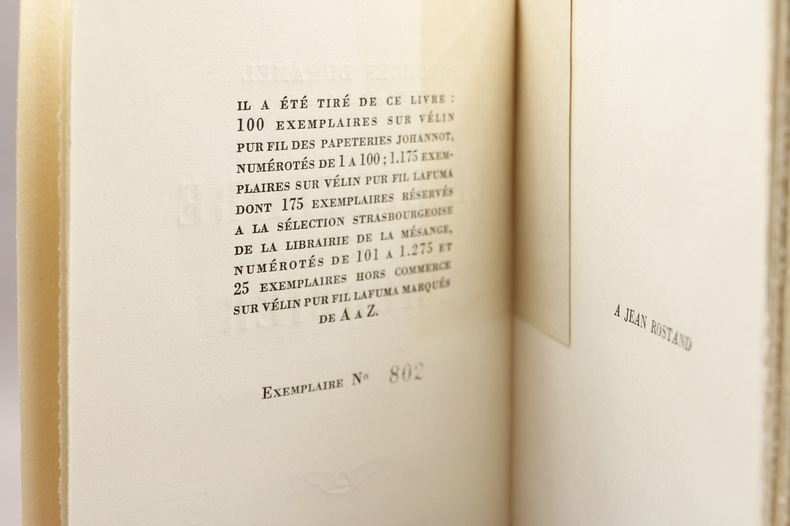 IL A ÉTÉ TIRÉ DE CE LIVRE :
100 EXEMPLAIRES SUR VÉLIN
PUR FIL DES PAPETERIES JOHANNOT,
NUMÉROTÉS DE 1 A 100 ; 1.175 EXEM-
PLAIRES SUR VÉLIN PUR FIL LAFUMA
DONT 175 EXEMPLAIRES RÉSERVÉS
A LA SÉLECTION STRASBOURGEOISE
DE LA LIBRAIRIE DE LA MÉSANGE,
NUMÉROTÉS DE 101 A 1.275 ET
25 EXEMPLAIRES HORS COMMERCE
SUR VÉLIN PUR FIL LAFUMA MARQUÉS
DE A A Z.
EXEMPLAIRE No 802
A JEAN ROSTAND